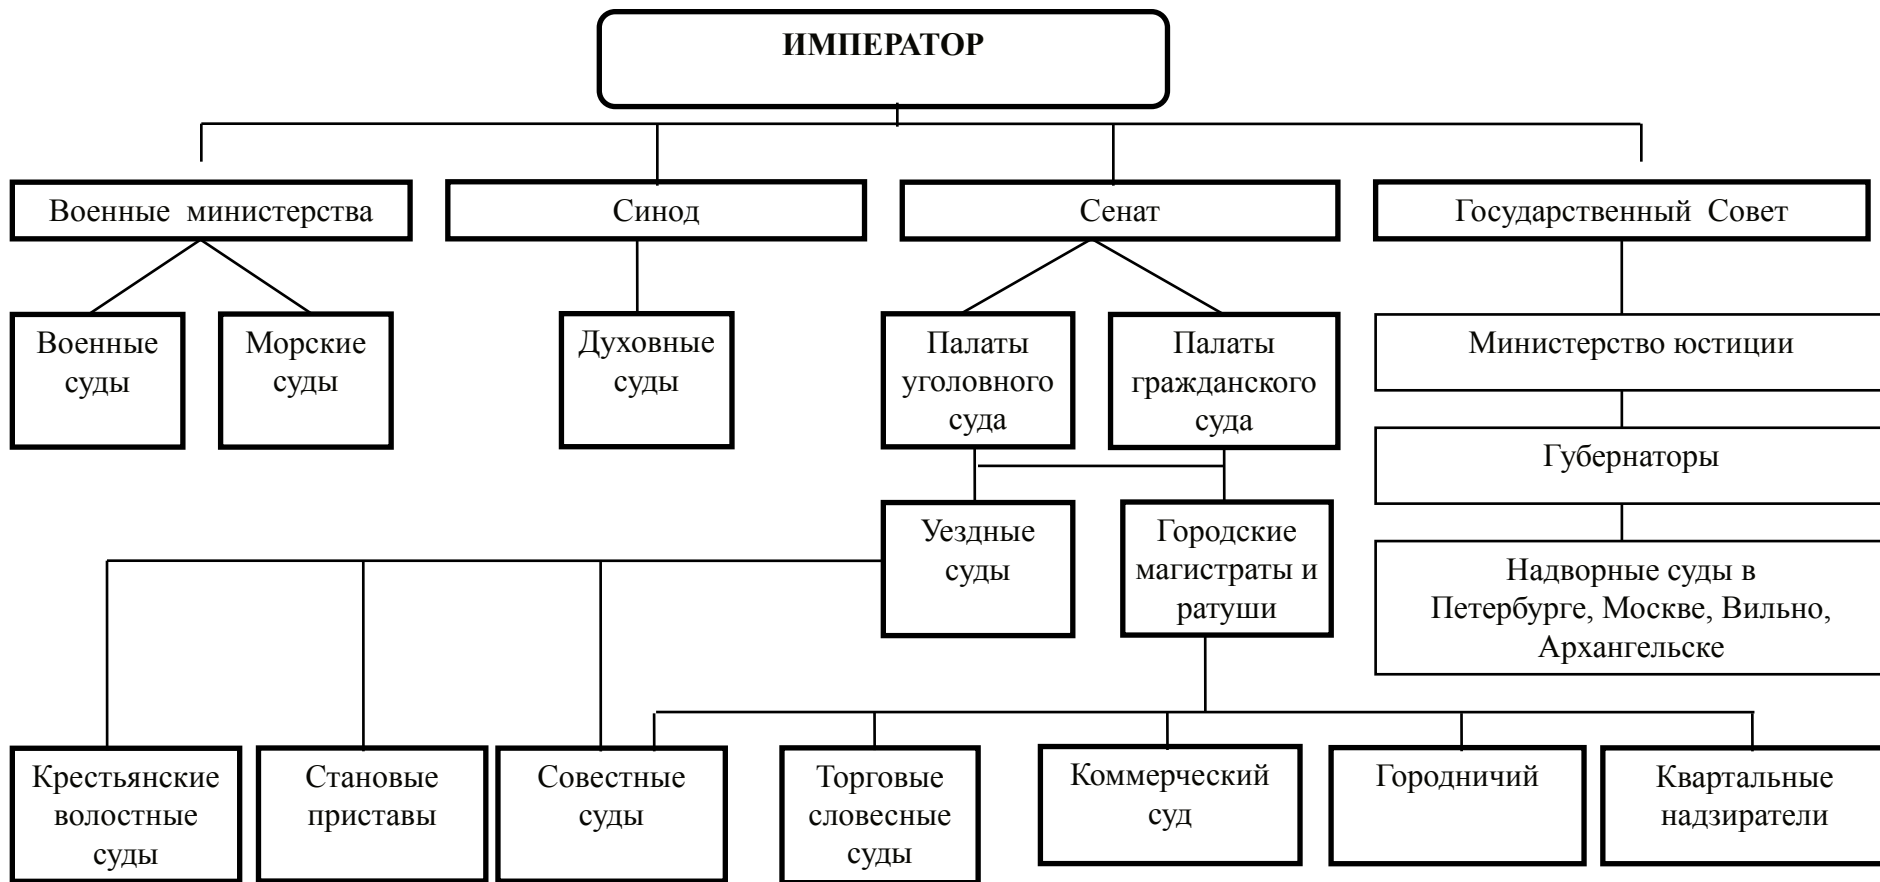 ИМПЕРАТОР
Военные министерства
Синод
Сенат
Государственный Совет
Военные
суды
Морские
суды
Духовные
суды
Палаты
уголовного
суда
Палаты
гражданского
суда
Министерство юстиции
Губернаторы
Уездные
суды
Городские
магистраты и
ратуши
Надворные суды в
Петербурге, Москве, Вильно,
Архангельске
Крестьянские
волостные
суды
Становые
приставы
Совестные
суды
Торговые
словесные
суды
Коммерческий
суд
Городничий
Квартальные
надзиратели